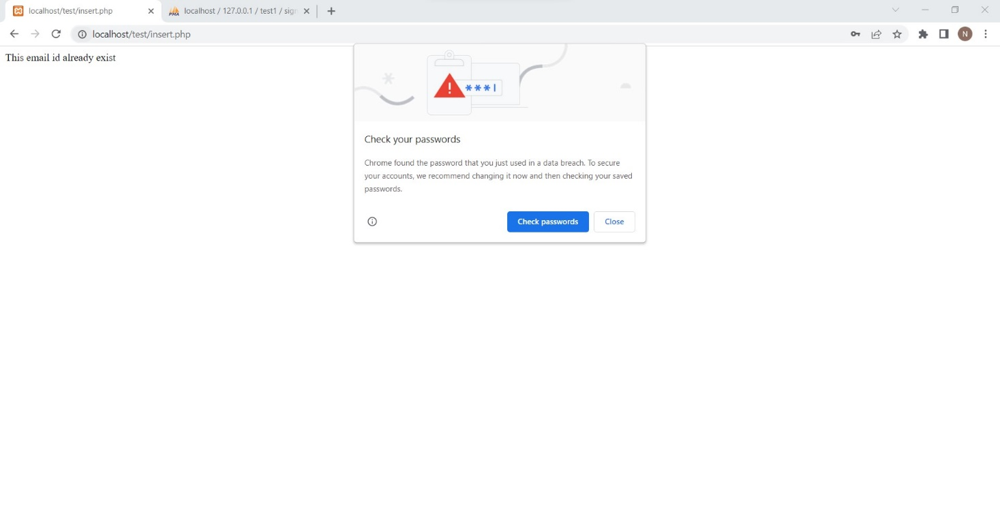 localhost/test/insert.php
localhost / 127.0.0.1 / test1 /
localhost/test/insert.php
N
This email id already exist
***
Check your passwords
Chrome found the password that you just used in a data breach. To secure
your accounts, we recommend changing it now and then checking your saved
passwords.
Check passwords
Close